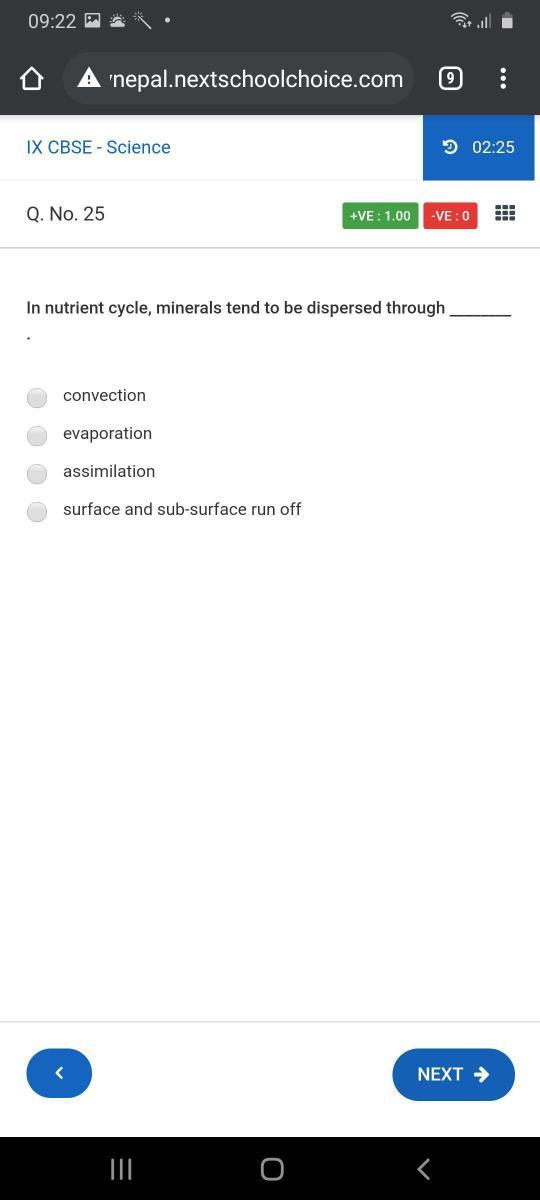 09:22
nepal.nextschoolchoice.com
9
IX CBSE - Science
02:25
Q. No. 25
+VE : 1.00
-VE : 0
In nutrient cycle, minerals tend to be dispersed through ________
.
convection
evaporation
assimilation
surface and sub-surface run off
NEXT